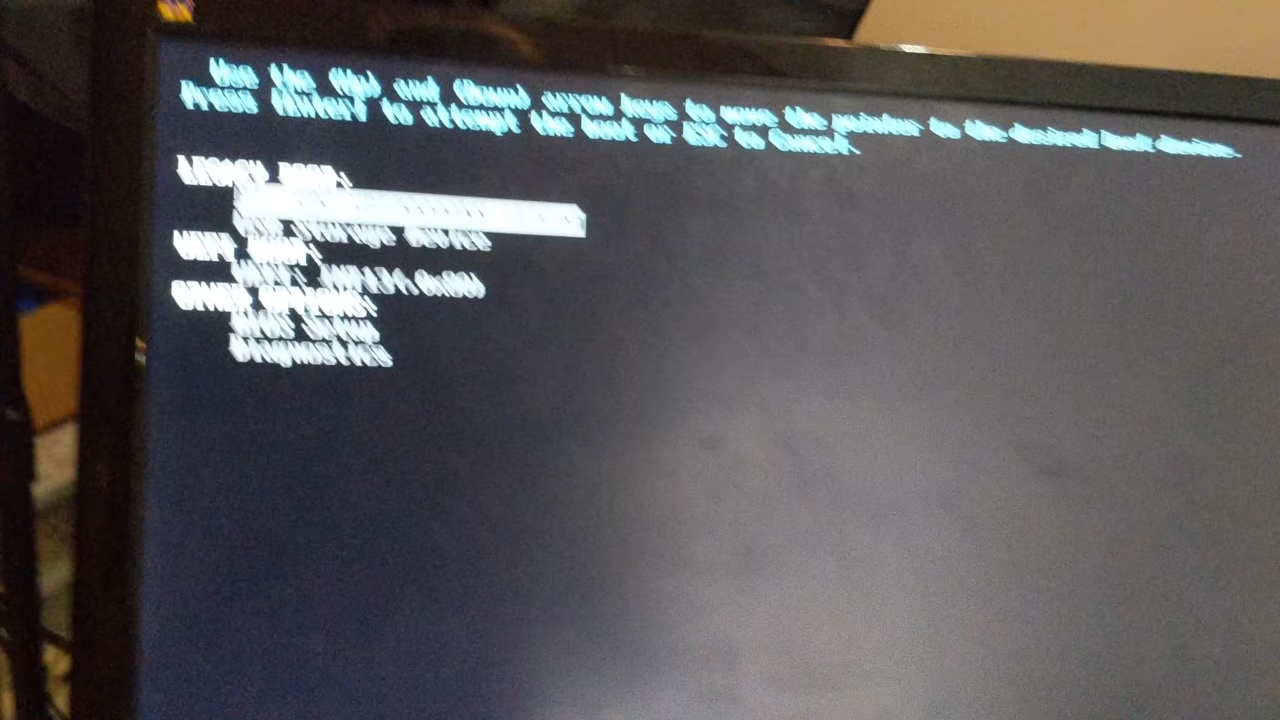 Use the (Up) and (Down) arrow keys to move the pointer to the desired boot device.
Press [Enter] to attempt the boot or ESC to Cancel.
LEGACY BOOT:
USB Storage Device
UEFI BOOT:
UEFI:
OTHER OPTIONS:
BIOS Setup
Diagnostics